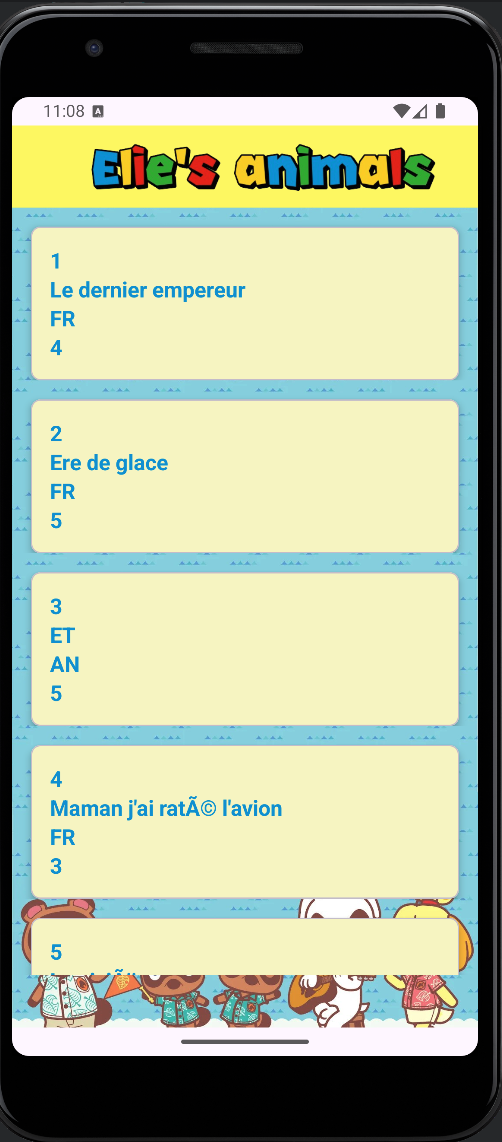 11:08 A
Elie's animals
1
Le dernier empereur
FR
4
2
Ere de glace
FR
5
3
ET
AN
5
4
Maman j'ai ratÃ© l'avion
FR
3
5